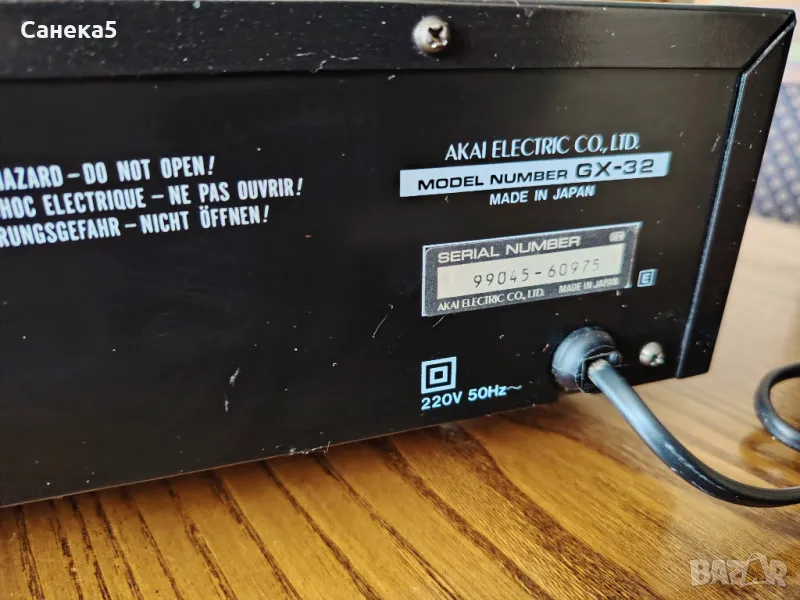 Санека5
HAZARD – DO NOT OPEN!
HOC ELECTRIQUE – NE PAS OUVRIR!
RUNGSGEFAHR – NICHT ÖFFNEN!
AKAI ELECTRIC CO., LTD.
MODEL NUMBER GX-32
MADE IN JAPAN
SERIAL NUMBER
99045-60975
AKAI ELECTRIC CO., LTD. MADE IN JAPAN
E
220V 50Hz~
BAZAR